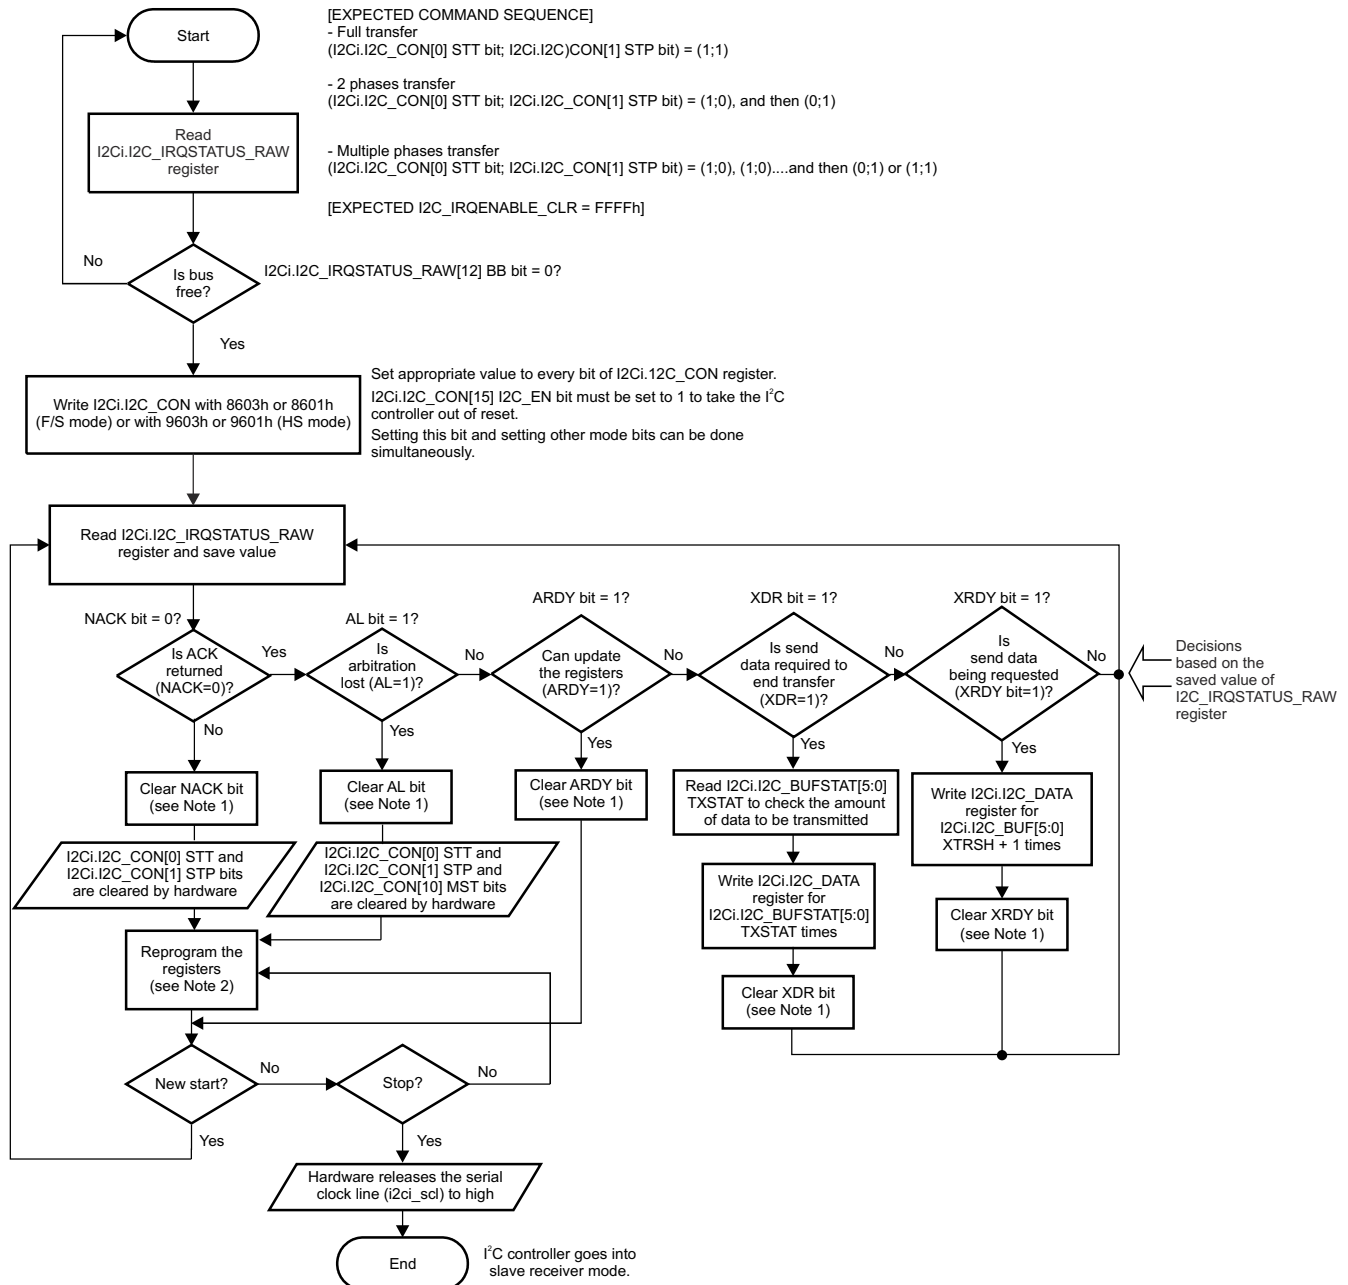 Start
[EXPECTED COMMAND SEQUENCE]
- Full transfer
(I2Ci.I2C_CON[0] STT bit; I2Ci.I2C)CON[1] STP bit) = (1;1)
- 2 phases transfer
(I2Ci.I2C_CON[0] STT bit; I2Ci.I2C_CON[1] STP bit) = (1;0), and then (0;1)
- Multiple phases transfer
(I2Ci.I2C_CON[0] STT bit; I2Ci.I2C_CON[1] STP bit) = (1;0), (1;0)....and then (0;1) or (1;1)
[EXPECTED I2C_IRQENABLE_CLR = FFFFh]
Read
I2Ci.I2C_IRQSTATUS_RAW
register
No
Is bus
free?
I2Ci.I2C_IRQSTATUS_RAW[12] BB bit = 0?
Yes
Write I2Ci.I2C_CON with 8603h or 8601h
(F/S mode) or with 9603h or 9601h (HS mode)
Set appropriate value to every bit of I2Ci.12C_CON register.
I2Ci.I2C_CON[15] I2C_EN bit must be set to 1 to take the I²C
controller out of reset.
Setting this bit and setting other mode bits can be done
simultaneously.
Read I2Ci.I2C_IRQSTATUS_RAW
register and save value
NACK bit = 0?
AL bit = 1?
ARDY bit = 1?
XDR bit = 1?
XRDY bit = 1?
Is ACK
returned
(NACK=0)?
Yes
Is
arbitration
lost (AL=1)?
No
Can update
the registers
(ARDY=1)?
No
Is send
data required to
end transfer
(XDR=1)?
No
Is
send data
being requested
(XRDY bit=1)?
No
Decisions
based on the
saved value of
I2C_IRQSTATUS_RAW
register
No
Yes
Yes
Yes
Yes
Clear NACK bit
(see Note 1)
Clear AL bit
(see Note 1)
Clear ARDY bit
(see Note 1)
Read I2Ci.I2C_BUFSTAT[5:0]
TXSTAT to check the amount
of data to be transmitted
Write I2Ci.I2C_DATA
register for
I2Ci.I2C_BUF[5:0]
XTRSH + 1 times
I2Ci.I2C_CON[0] STT and
I2Ci.I2C_CON[1] STP bits
are cleared by hardware
I2Ci.I2C_CON[0] STT and
I2Ci.I2C_CON[1] STP and
I2Ci.I2C_CON[10] MST bits
are cleared by hardware
Write I2Ci.I2C_DATA
register for
I2Ci.I2C_BUFSTAT[5:0]
TXSTAT times
Clear XRDY bit
(see Note 1)
Reprogram the
registers
(see Note 2)
Clear XDR bit
(see Note 1)
New start?
No
Stop?
No
Yes
Yes
Hardware releases the serial
clock line (i2ci_scl) to high
End
I²C controller goes into
slave receiver mode.